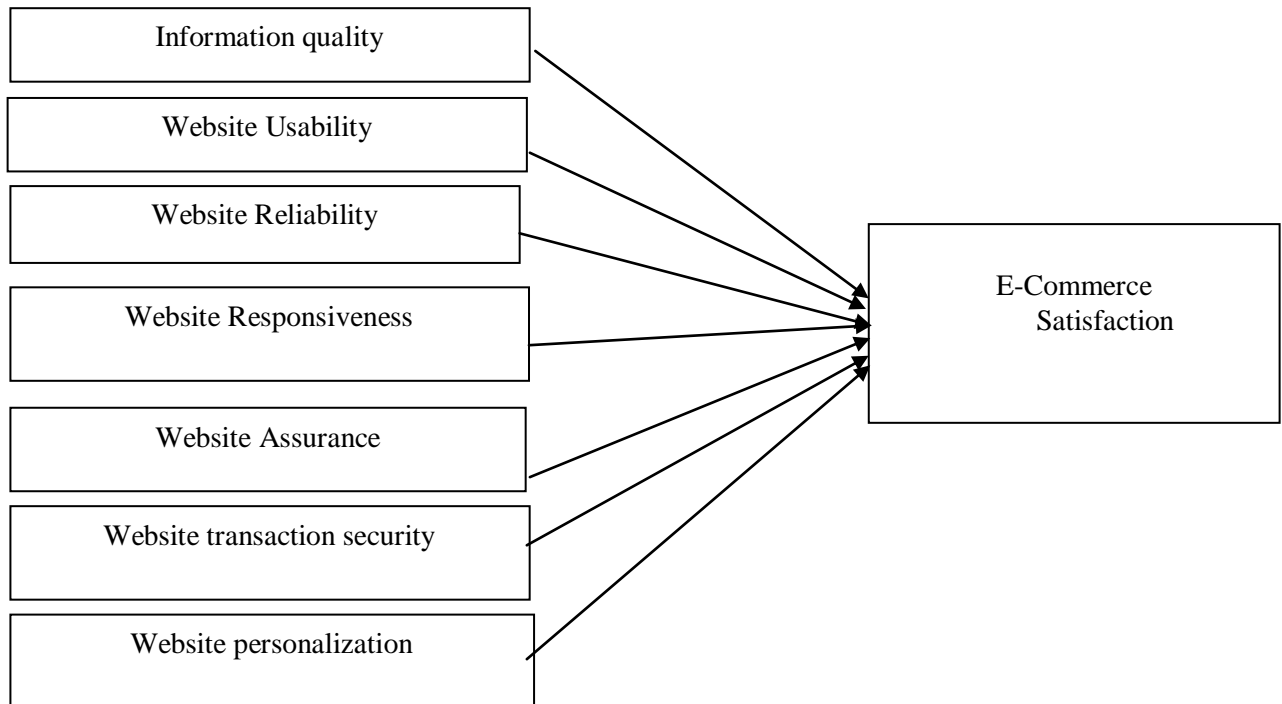 Information quality
Website Usability
Website Reliability
Website Responsiveness
Website Assurance
Website transaction security
Website personalization
E-Commerce
Satisfaction